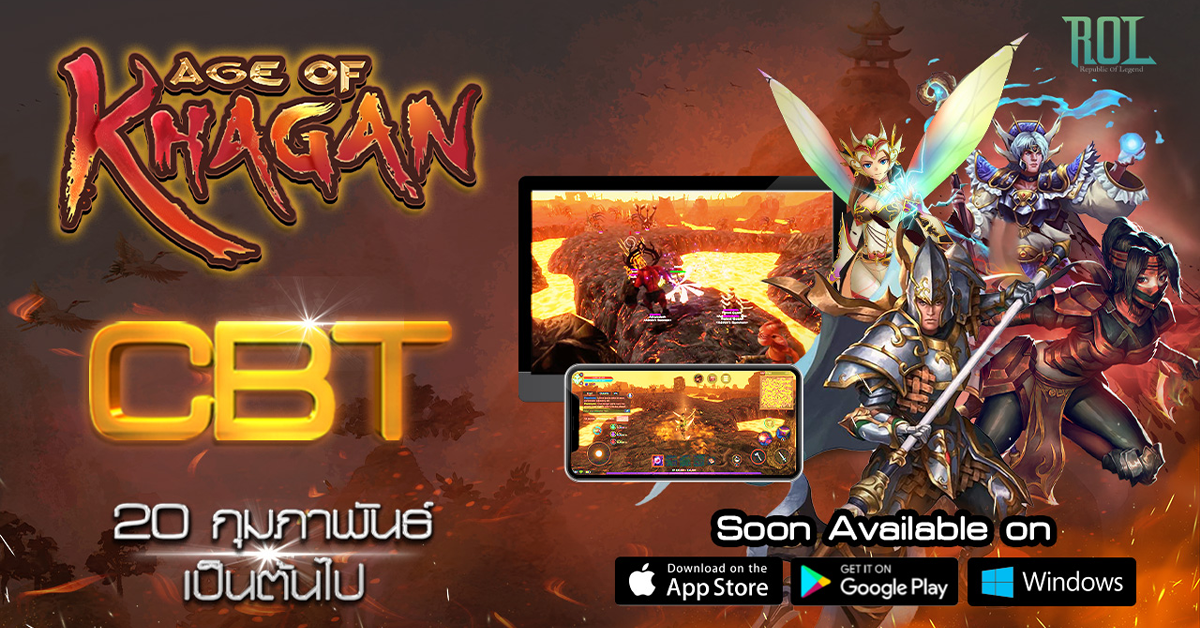 AGE OF
KHAGAN
ROL
Republic Of Legend
CBT
20 กุมภาพันธ์
เป็นต้นไป
Soon Available on
Download on the
App Store
GET IT ON
Google Play
Windows